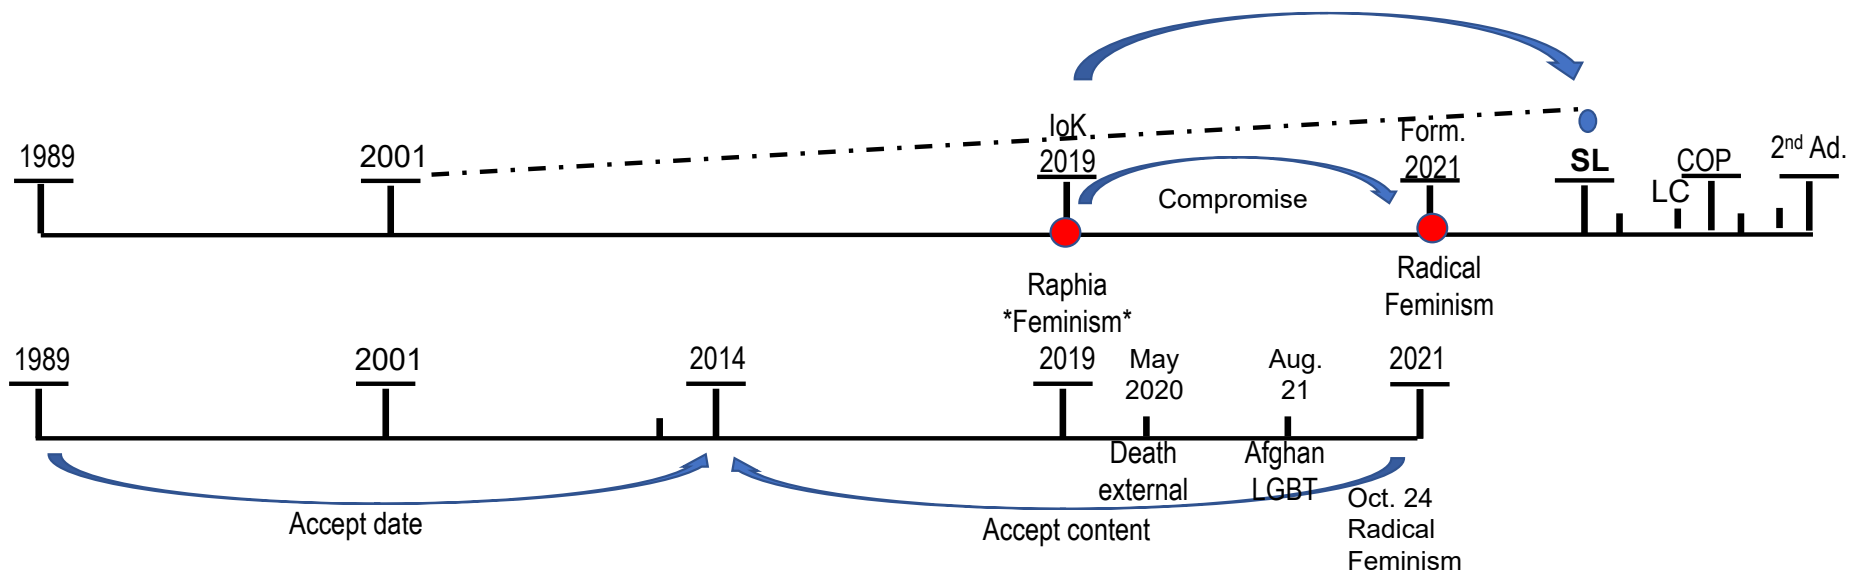 1989
2001
IoK
2019
Form.
2021
SL
LC
COP
2nd Ad.
Compromise
Raphia
*Feminism*
Radical
Feminism
1989
2001
2014
2019
May
2020
Aug.
21
2021
Death
external
Afghan
LGBT
Oct. 24
Radical
Feminism
Accept date
Accept content